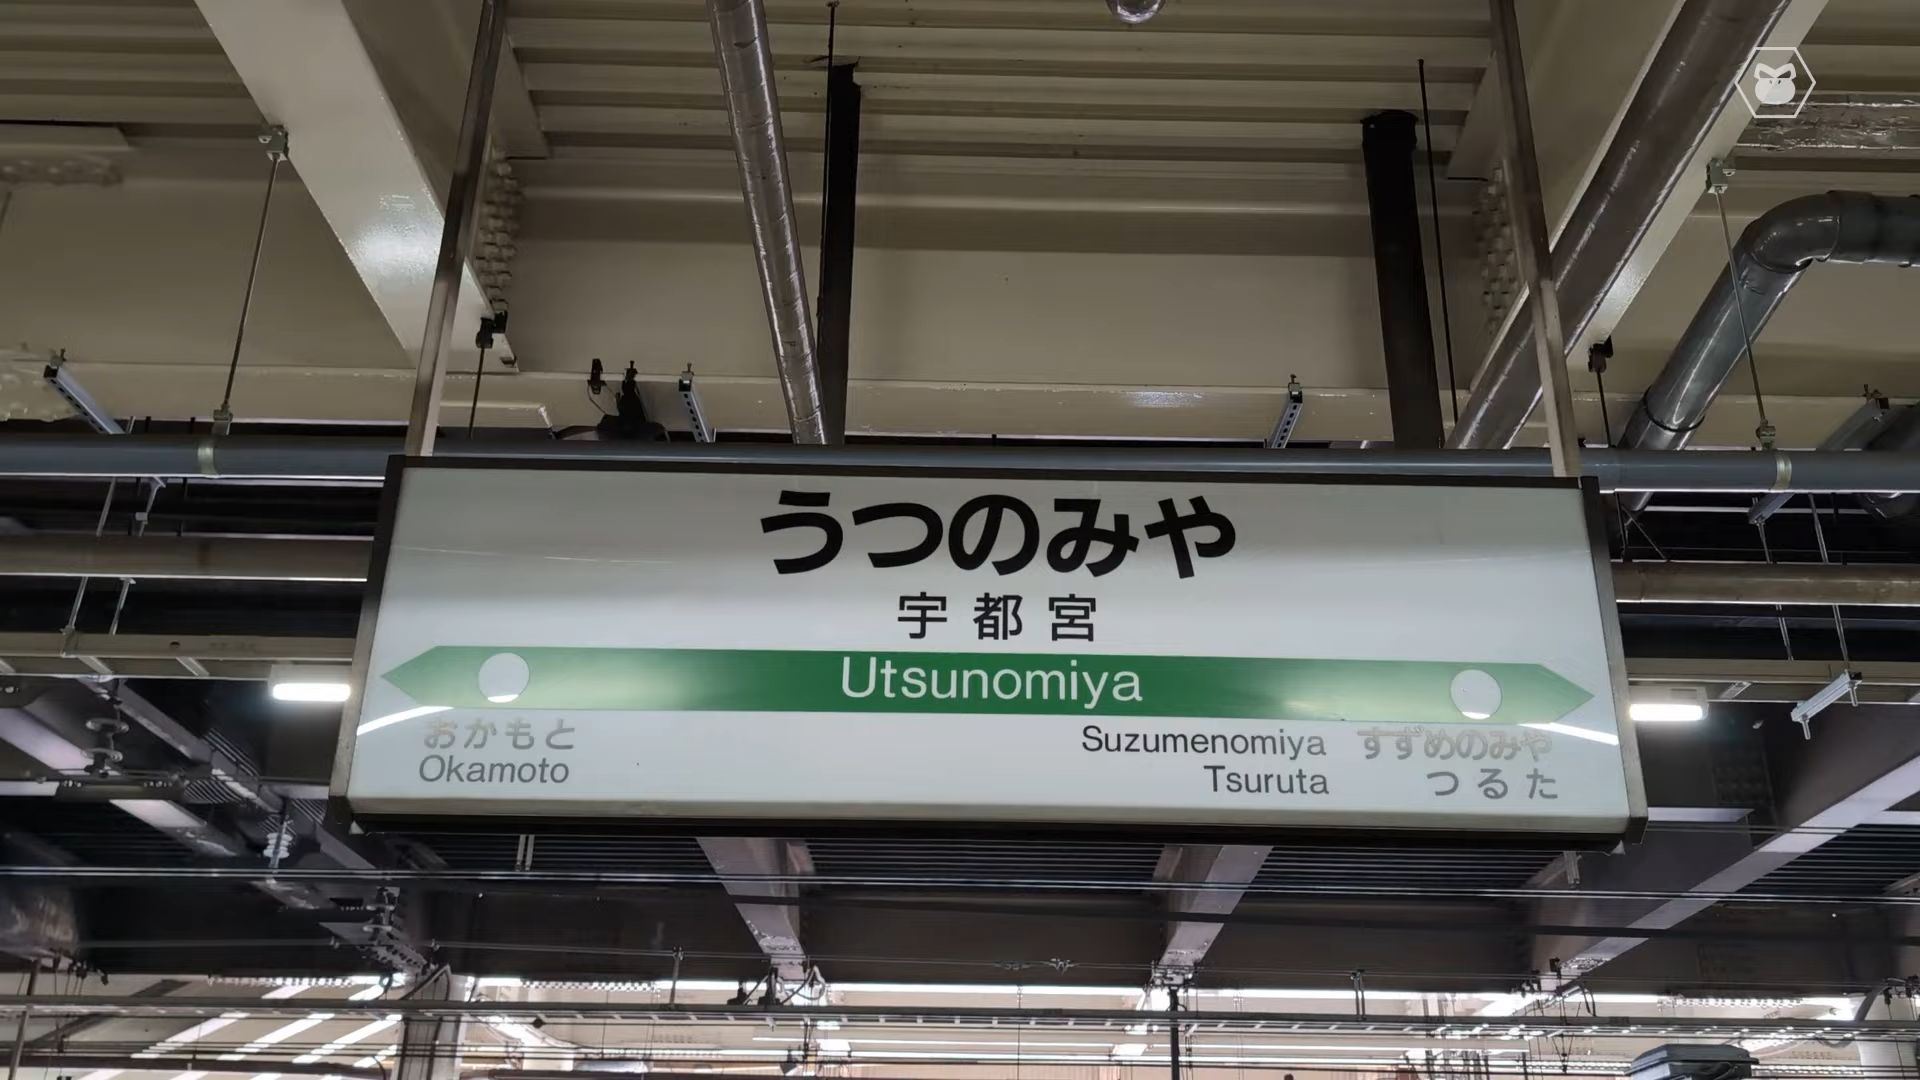 うつのみや
宇都宮
Utsunomiya
おかもと
Okamoto
Suzumenomiya すずめのみや
Tsuruta つるた